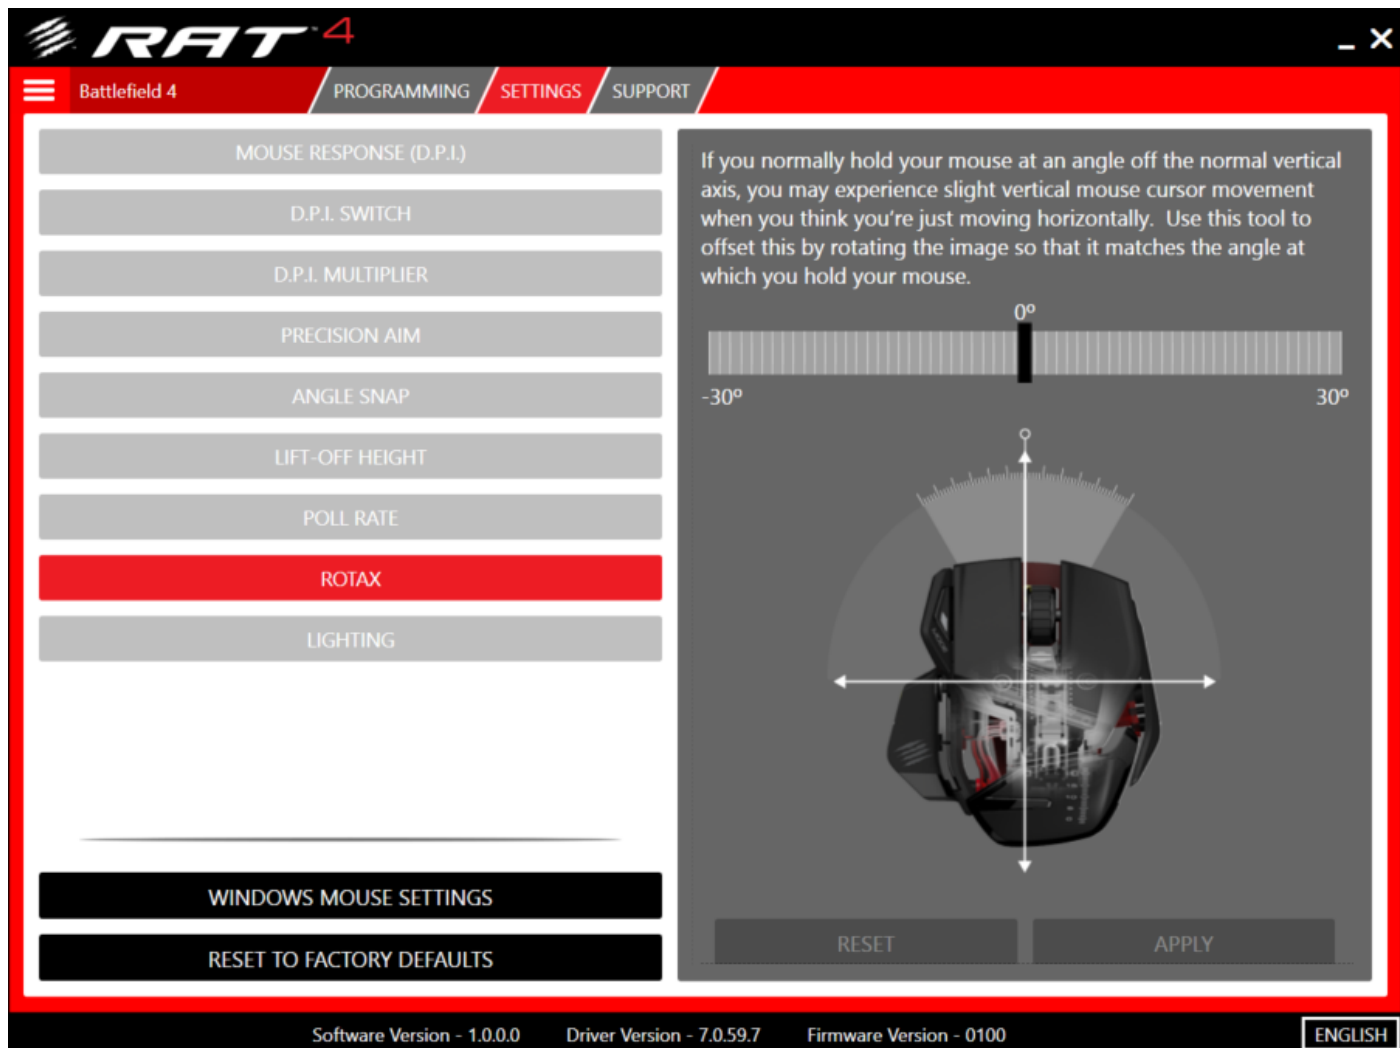 RAT™4
Battlefield 4
PROGRAMMING
SETTINGS
SUPPORT
MOUSE RESPONSE (D.P.I.)
D.P.I. SWITCH
D.P.I. MULTIPLIER
PRECISION AIM
ANGLE SNAP
LIFT-OFF HEIGHT
POLL RATE
ROTAX
LIGHTING
WINDOWS MOUSE SETTINGS
RESET TO FACTORY DEFAULTS
If you normally hold your mouse at an angle off the normal vertical
axis, you may experience slight vertical mouse cursor movement
when you think you're just moving horizontally.  Use this tool to
offset this by rotating the image so that it matches the angle at
which you hold your mouse.
0º
-30º
30º
RESET
APPLY
Software Version - 1.0.0.0
Driver Version - 7.0.59.7
Firmware Version - 0100
ENGLISH